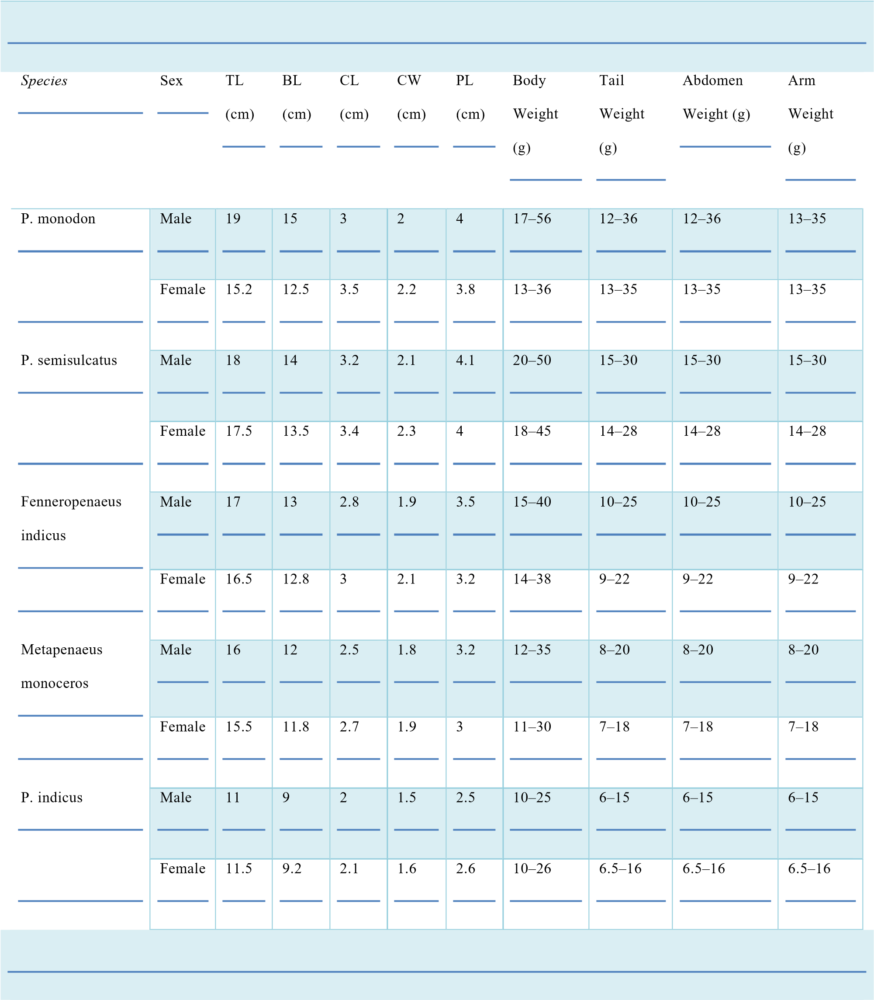 Species Sex TL BL CL CW PL Body Tail Abdomen Arm
(cm) (cm) (cm) (cm) (cm) Weight Weight Weight (g) Weight
(g) (g) (g)
P. monodon Male 19 15 3 2 4 17–56 12–36 12–36 13–35
Female 15.2 12.5 3.5 2.2 3.8 13–36 13–35 13–35 13–35
P. semisulcatus Male 18 14 3.2 2.1 4.1 20–50 15–30 15–30 15–30
Female 17.5 13.5 3.4 2.3 4 18–45 14–28 14–28 14–28
Fenneropenaeus Male 17 13 2.8 1.9 3.5 15–40 10–25 10–25 10–25
indicus
Female 16.5 12.8 3 2.1 3.2 14–38 9–22 9–22 9–22
Metapenaeus Male 16 12 2.5 1.8 3.2 12–35 8–20 8–20 8–20
monoceros
Female 15.5 11.8 2.7 1.9 3 11–30 7–18 7–18 7–18
P. indicus Male 11 9 2 1.5 2.5 10–25 6–15 6–15 6–15
Female 11.5 9.2 2.1 1.6 2.6 10–26 6.5–16 6.5–16 6.5–16